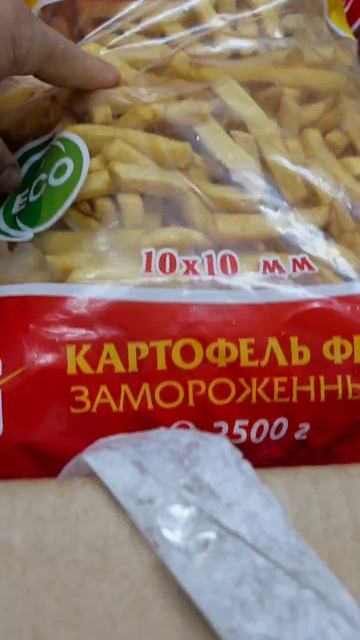 ECO
10x10 мм
КАРТОФЕЛЬ Ф
ЗАМОРОЖЕНН
2500 г